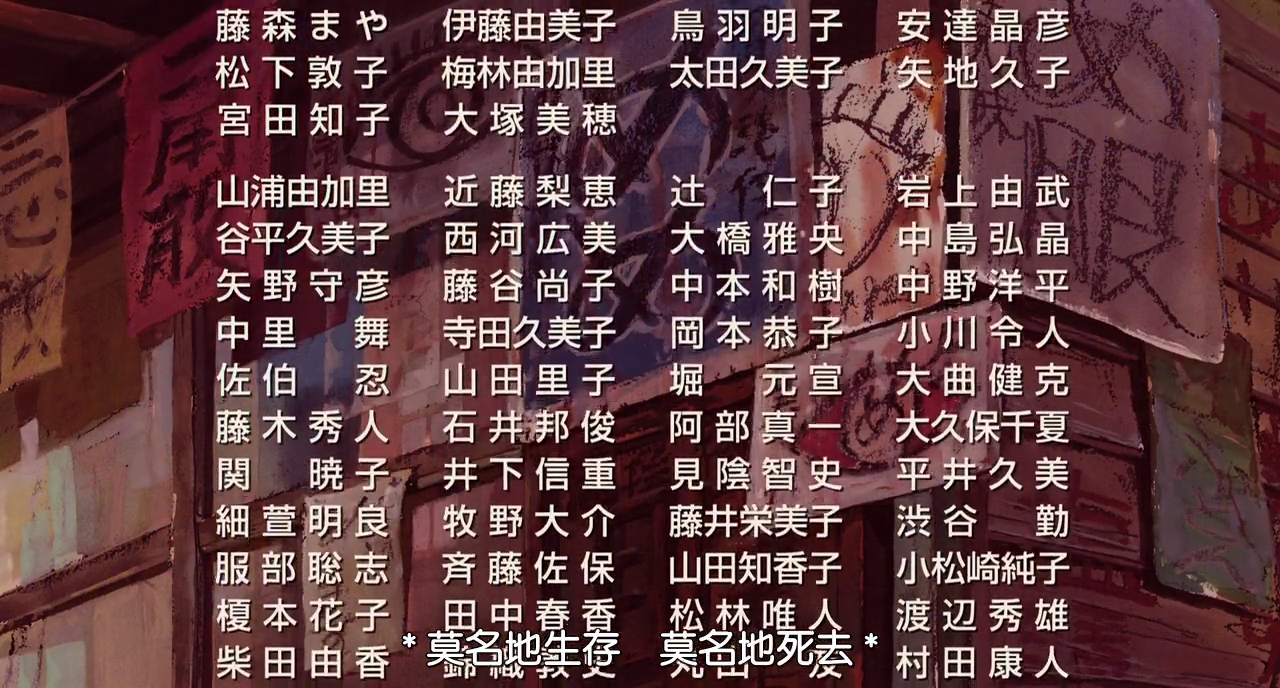 藤森まや 伊藤由美子 鳥羽明子 安達晶彦
松下敦子 梅林由加里 太田久美子 矢地久子
宮田知子 大塚美穂
山浦由加里 近藤梨恵 辻仁子 岩上由武
谷平久美子 西河広美 大橋雅央 中島弘晶
矢野守彦 藤谷尚子 中本和樹 中野洋平
中里舞 寺田久美子 岡本恭子 小川令人
佐伯忍 山田里子 堀元宣 大曲健克
藤木秀人 石井邦俊 阿部真一 大久保千夏
関暁子 井下信重 見陰智史 平井久美
細萱明良 牧野大介 藤井栄美子 渋谷勤
服部聡志 斉藤佐保 山田知香子 小松崎純子
榎本花子 田中春香 松林唯人 渡辺秀雄
柴田由香 村田康人
*莫名地生存 莫名地死去*